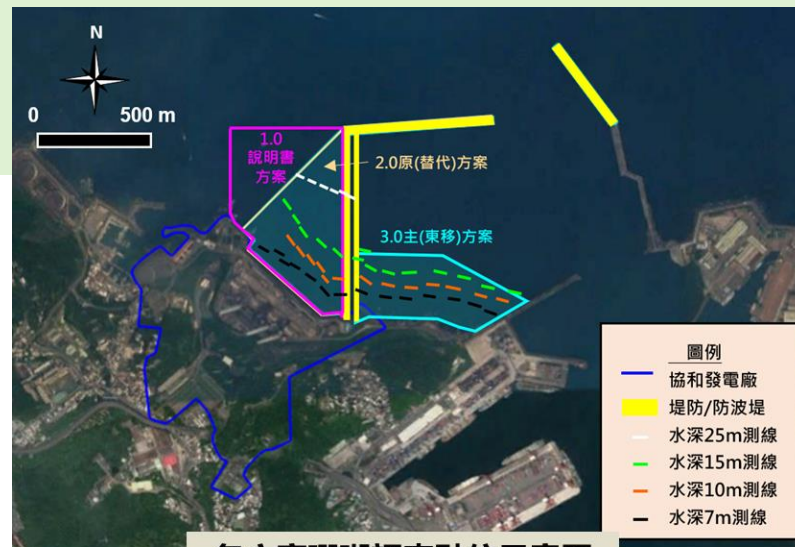 N
0 500 m
1.0
說明書
方案
2.0原(替代)方案
3.0主(東移)方案
圖例
協和發電廠
堤防/防波堤
水深25m測線
水深15m測線
水深10m測線
水深7m測線